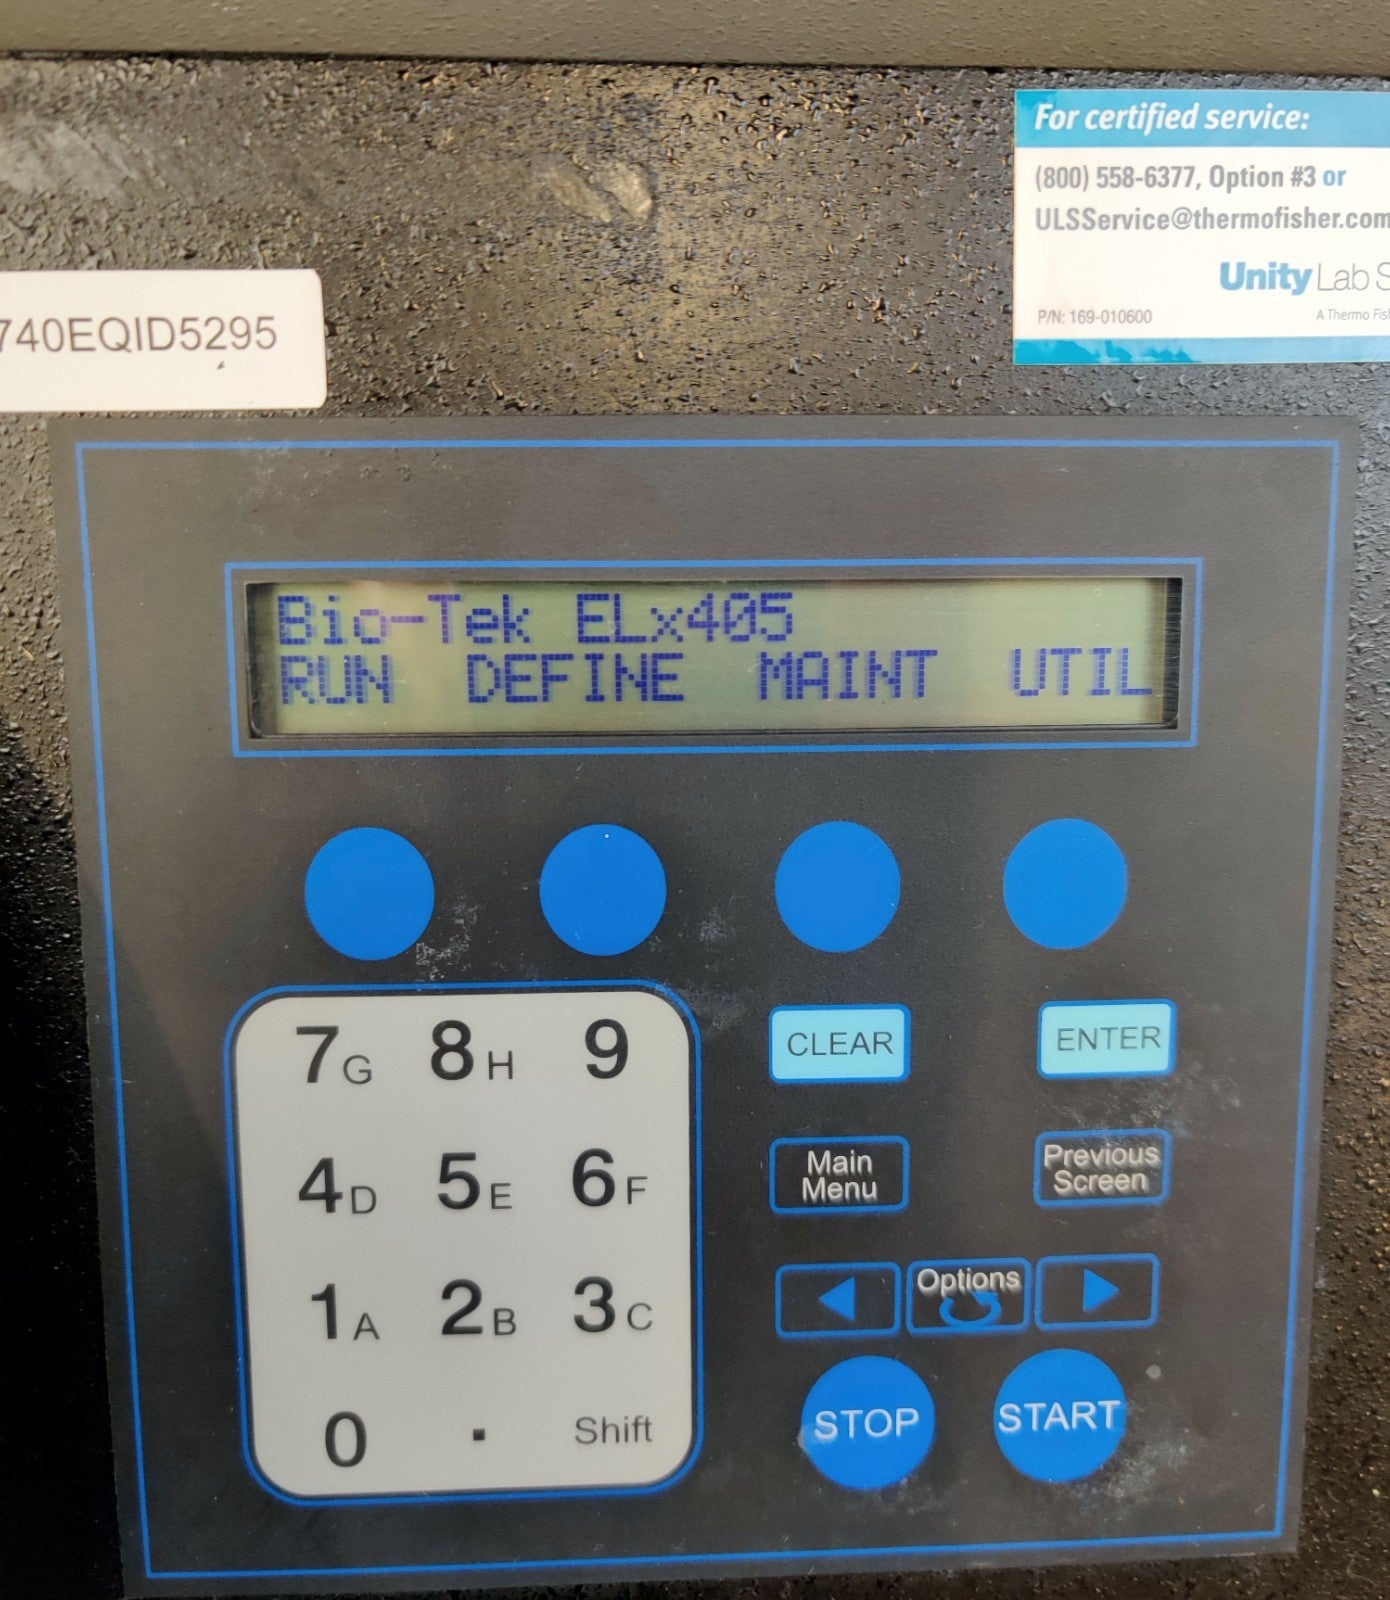 For certified service:
(800) 558-6377, Option #3 or
ULSService@thermofisher.com
Unity Lab S
P/N: 169-010600
A Thermo Fis
740EQID5295
Bio-Tek ELx405
RUN DEFINE MAINT UTIL
7G 8H 9
4D 5E 6F
1A 2B 3C
0 . Shift
CLEAR ENTER
Main
Menu
Previous
Screen
Options
STOP START